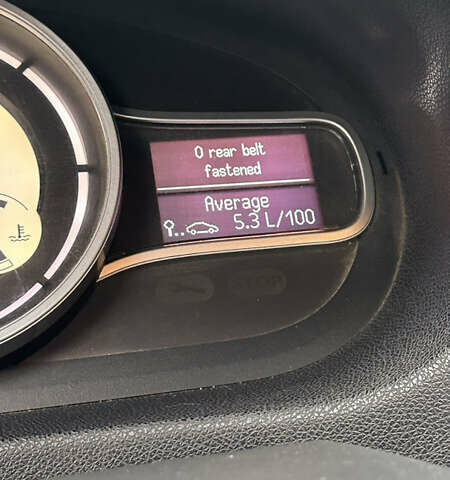 0 rear belt
fastened
Average
5.3 L/100